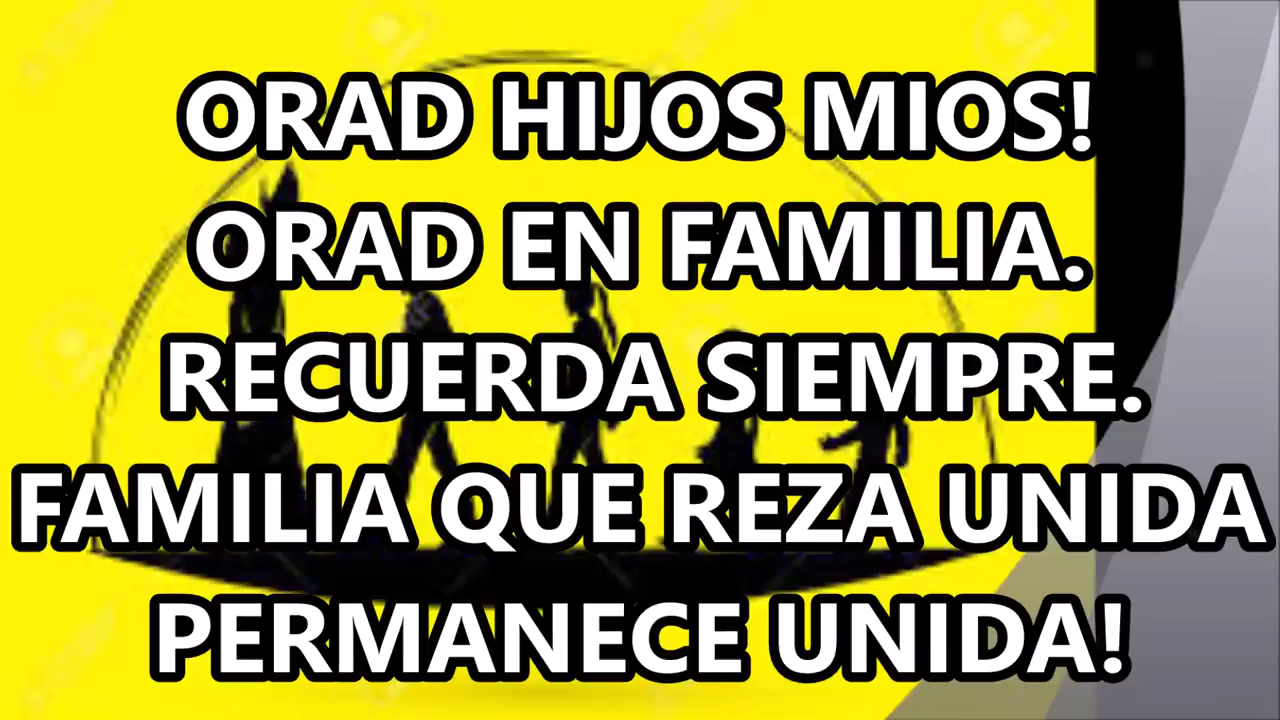 ORAD HIJOS MIOS!
ORAD EN FAMILIA.
RECUERDA SIEMPRE.
FAMILIA QUE REZA UNIDA
PERMANECE UNIDA!